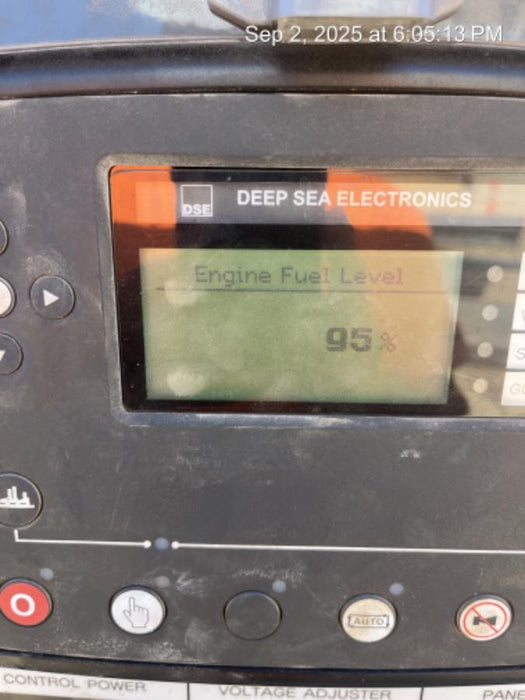 Sep 2, 2025 at 6:05:13 PM
DSE
DEEP SEA ELECTRONICS
Engine Fuel Level
95 %
O
AUTO
CONTROL POWER
VOLTAGE ADJUSTER
PANE